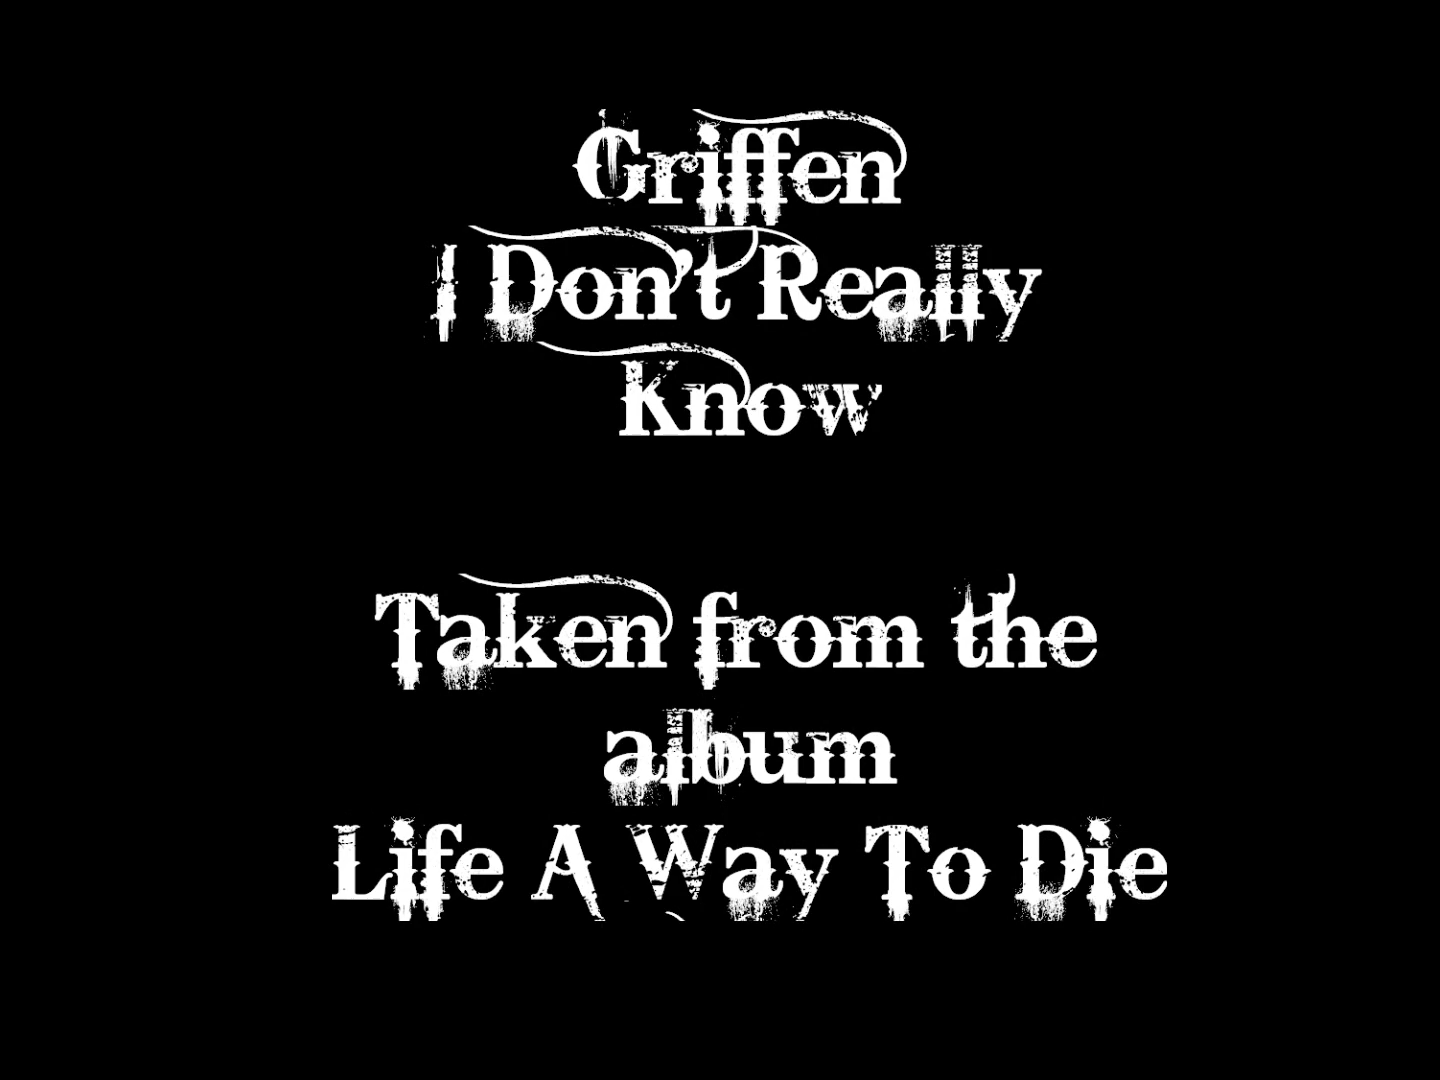 Griffen
I Don't Really
Know
Taken from the
album
Life A Way To Die